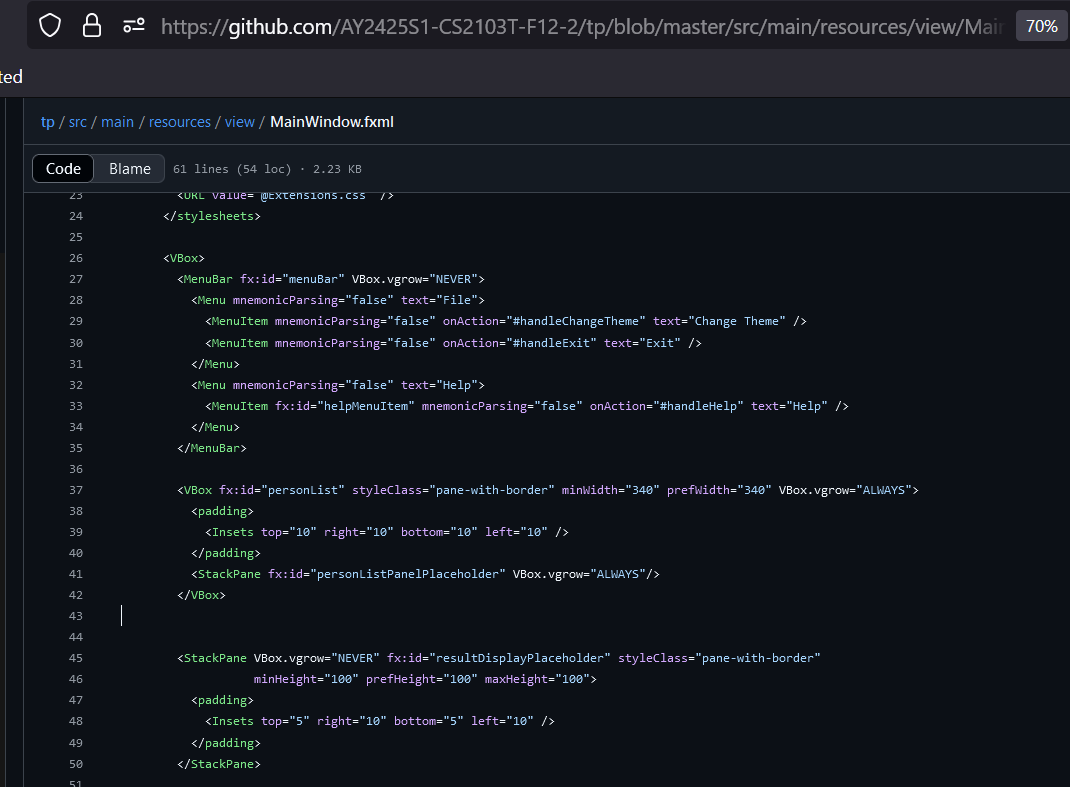 https://github.com/AY2425S1-CS2103T-F12-2/tp/blob/master/src/main/resources/view/Main
70%
ted
tp / src / main / resources / view / MainWindow.fxml
Code Blame 61 lines (54 loc) · 2.23 KB
23 <URL value="@Extensions.css" />
24 </stylesheets>
25
26 <VBox>
27 <MenuBar fx:id="menuBar" VBox.vgrow="NEVER">
28 <Menu mnemonicParsing="false" text="File">
29 <MenuItem mnemonicParsing="false" onAction="#handleChangeTheme" text="Change Theme" />
30 <MenuItem mnemonicParsing="false" onAction="#handleExit" text="Exit" />
31 </Menu>
32 <Menu mnemonicParsing="false" text="Help">
33 <MenuItem fx:id="helpMenuItem" mnemonicParsing="false" onAction="#handleHelp" text="Help" />
34 </Menu>
35 </MenuBar>
36
37 <VBox fx:id="personList" styleClass="pane-with-border" minWidth="340" prefWidth="340" VBox.vgrow="ALWAYS">
38 <padding>
39 <Insets top="10" right="10" bottom="10" left="10" />
40 </padding>
41 <StackPane fx:id="personListPanelPlaceholder" VBox.vgrow="ALWAYS"/>
42 </VBox>
43
44
45 <StackPane VBox.vgrow="NEVER" fx:id="resultDisplayPlaceholder" styleClass="pane-with-border"
46 minHeight="100" prefHeight="100" maxHeight="100">
47 <padding>
48 <Insets top="5" right="10" bottom="5" left="10" />
49 </padding>
50 </StackPane>
51